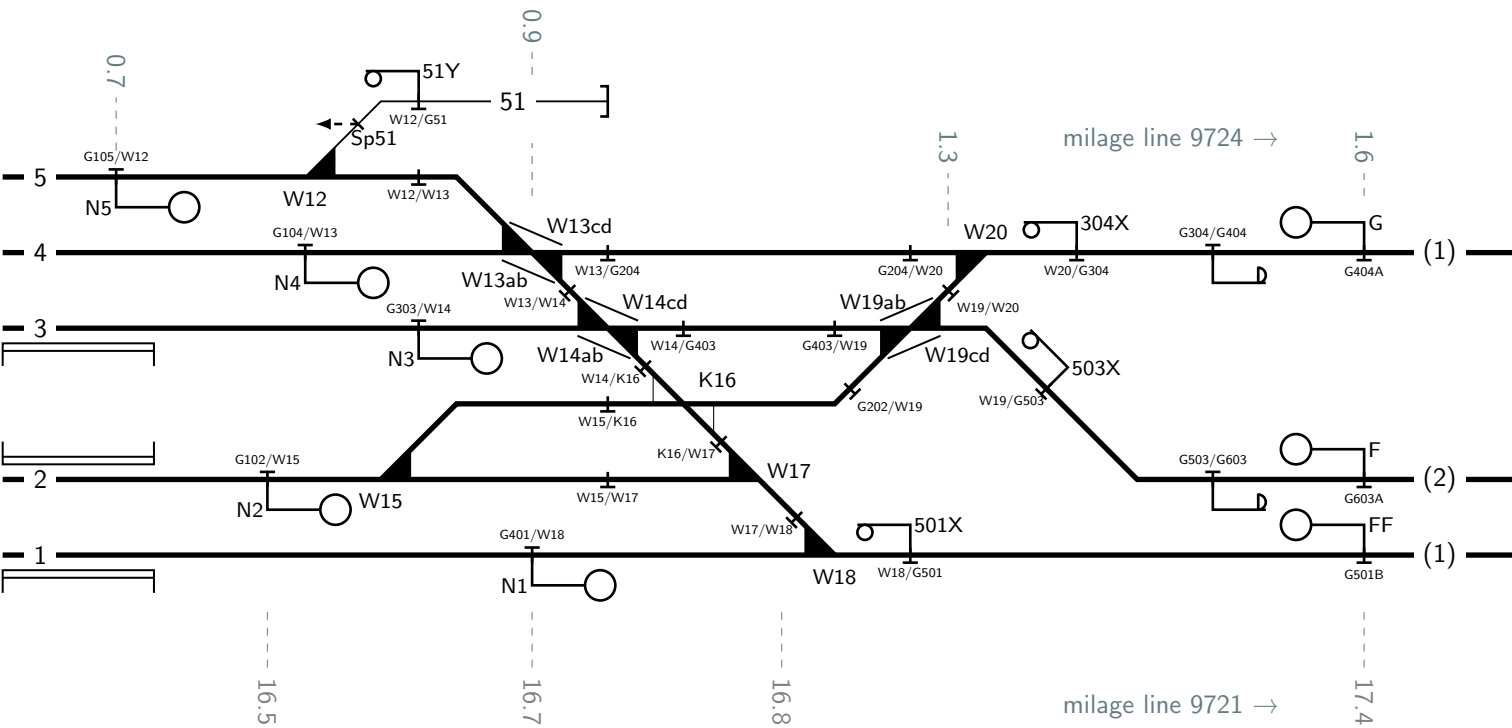 0.9
0.7
51Y
51
W12/G51
Sp51
milage line 9724 →
1.3
1.6
G105/W12
5
W12
W12/W13
N5
W13cd
W20
304X
G304/G404
G
G104/W13
4
(1)
W13/G204
G204/W20
W20/G304
G404A
N4
W13ab
W13/W14
W14cd
W19ab
W19/W20
G303/W14
3
W14/G403
G403/W19
N3
W14ab
W19cd
503X
W14/K16
K16
W19/G503
G202/W19
W15/K16
K16/W17
G102/W15
G503/G603
F
2
W15
W17
(2)
W15/W17
G603A
N2
W17/W18
501X
FF
G401/W18
1
(1)
N1
W18
W18/G501
G501B
16.5
16.7
16.8
17.4
milage line 9721 →